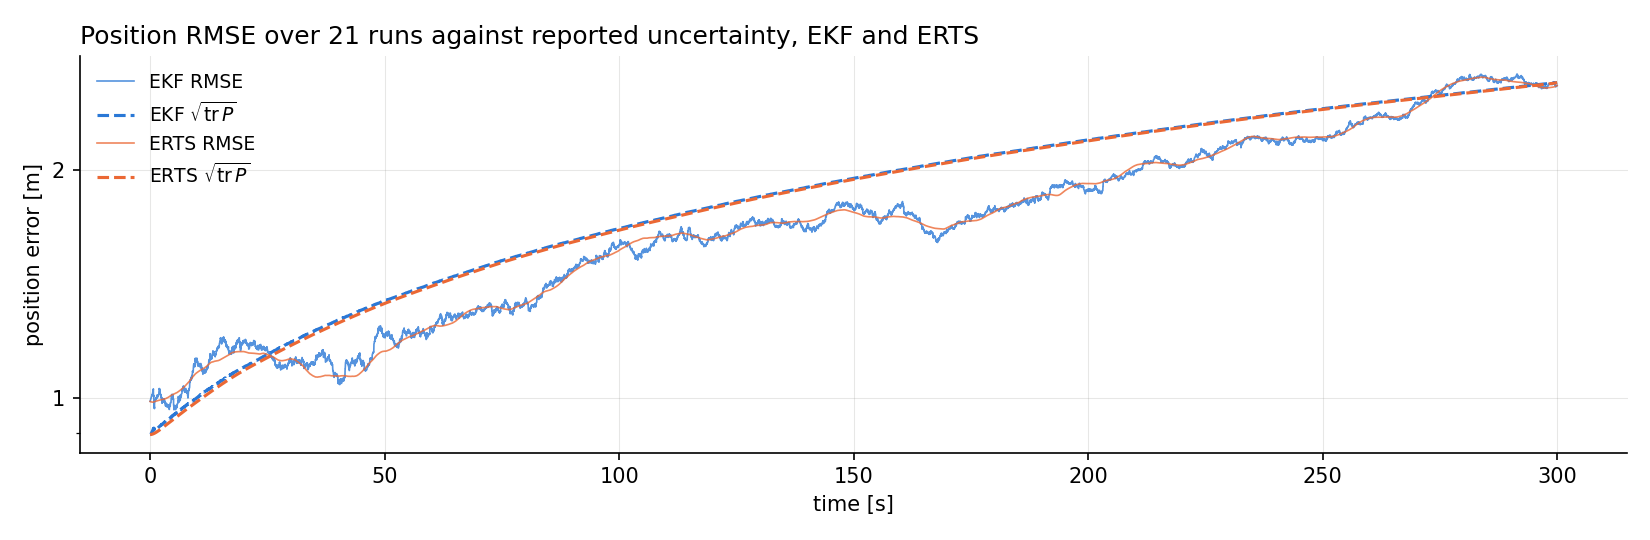 Position RMSE over 21 runs against reported uncertainty, EKF and ERTS
EKF RMSE
EKF √tr P
ERTS RMSE
ERTS √tr P
position error [m]
2
1
0 50 100 150 200 250 300
time [s]